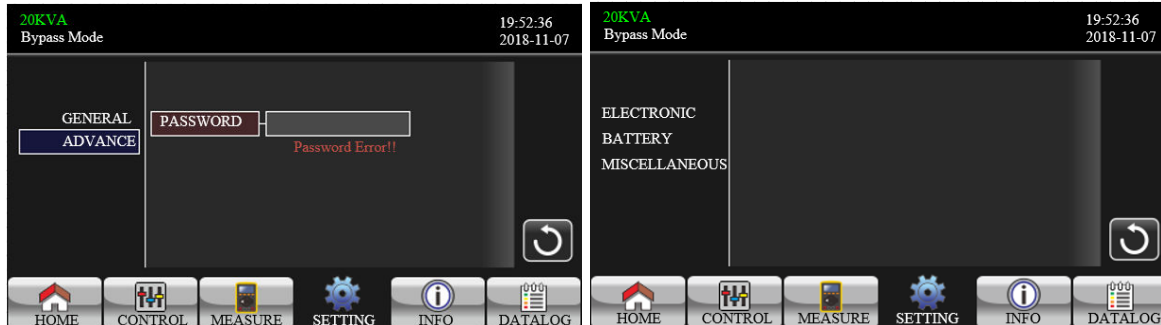 20KVA
Bypass Mode
19:52:36
2018-11-07
GENERAL
ADVANCE
PASSWORD
Password Error!!
HOME CONTROL MEASURE SETTING INFO DATALOG
20KVA
Bypass Mode
19:52:36
2018-11-07
ELECTRONIC
BATTERY
MISCELLANEOUS
HOME CONTROL MEASURE SETTING INFO DATALOG